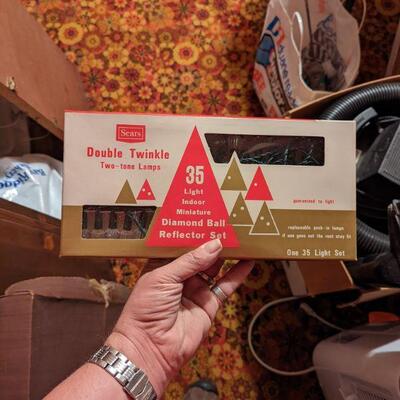 Sears
Double Twinkle
Two-tone Lamps
35
Light
Indoor
Miniature
Diamond Ball
Reflector Set
guaranteed to light
replaceable push-in lamps
if one goes out the rest stay lit
One 35 Light Set